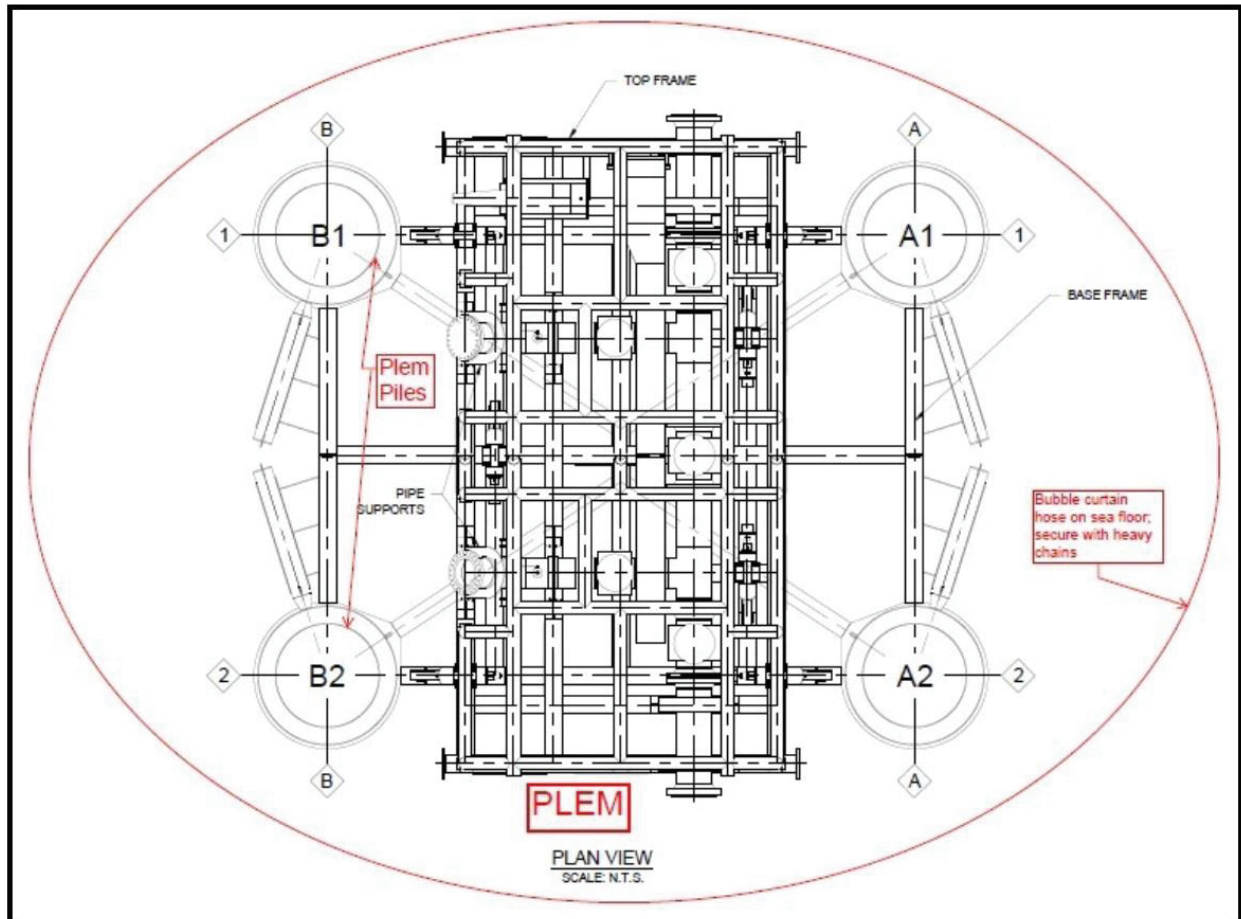 TOP FRAME
B
A
1
B1
A1
1
BASE FRAME
Plem
Piles
PIPE
SUPPORTS
Bubble curtain
hose on sea floor;
secure with heavy
chains
2
B2
A2
2
B
A
PLEM
PLAN VIEW
SCALE: N.T.S.